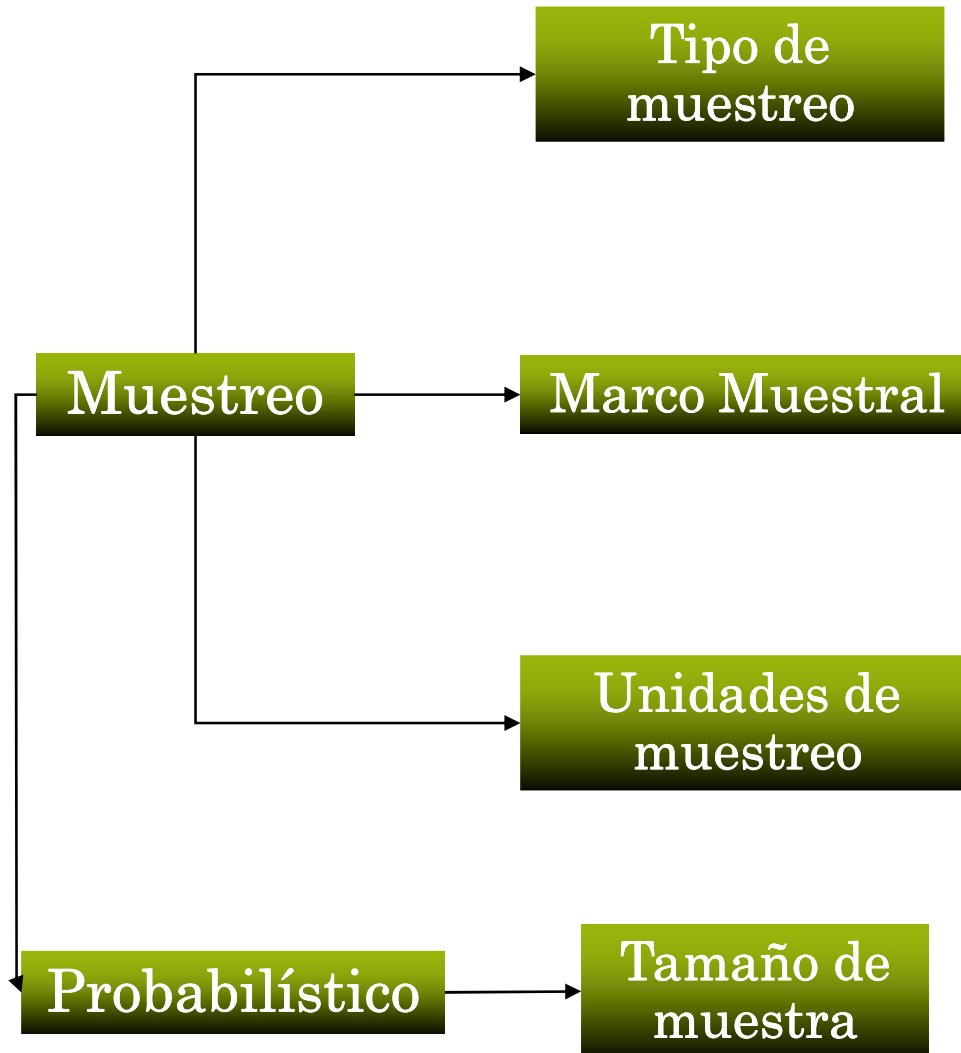 Tipo de
muestreo
Muestreo
Marco Muestral
Unidades de
muestreo
Probabilístico
Tamaño de
muestra